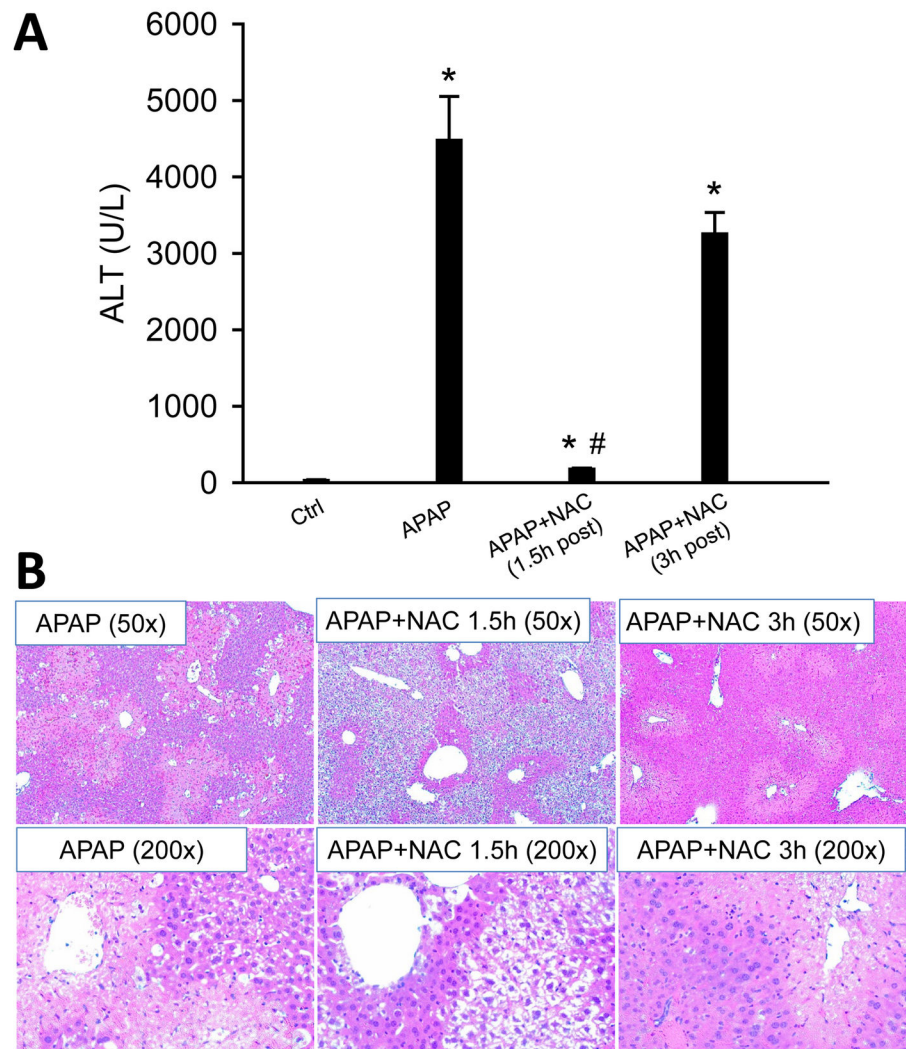 A
6000
5000
4000
3000
2000
1000
0
ALT (U/L)
*
* #
*
Ctrl
APAP
APAP+NAC
(1.5h post)
APAP+NAC
(3h post)
B
APAP (50x)
APAP+NAC 1.5h (50x)
APAP+NAC 3h (50x)
APAP (200x)
APAP+NAC 1.5h (200x)
APAP+NAC 3h (200x)